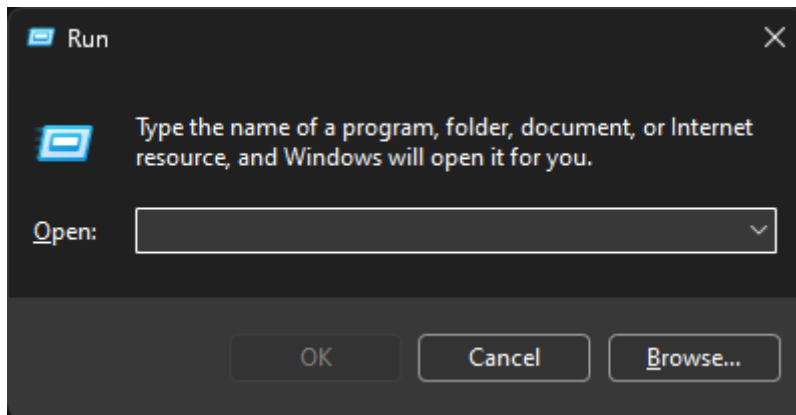 Run
Type the name of a program, folder, document, or Internet
resource, and Windows will open it for you.
Open:
OK Cancel Browse...